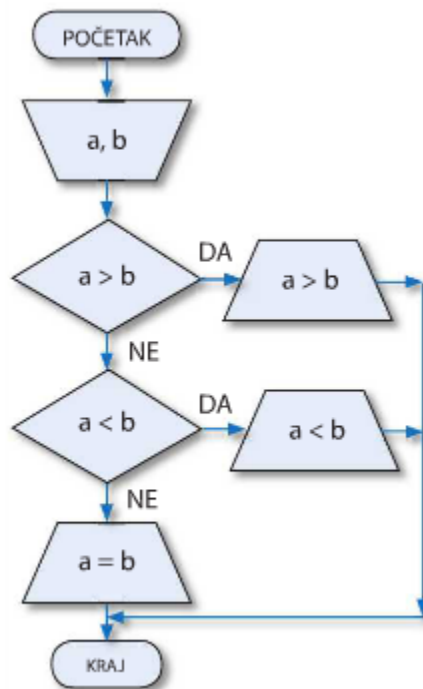 POČETAK
a, b
a > b
DA
a > b
NE
a < b
DA
a < b
NE
a = b
KRAJ